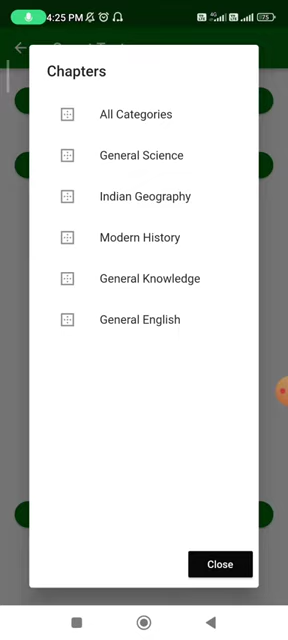 4:25 PM
Chapters
All Categories
General Science
Indian Geography
Modern History
General Knowledge
General English
Close